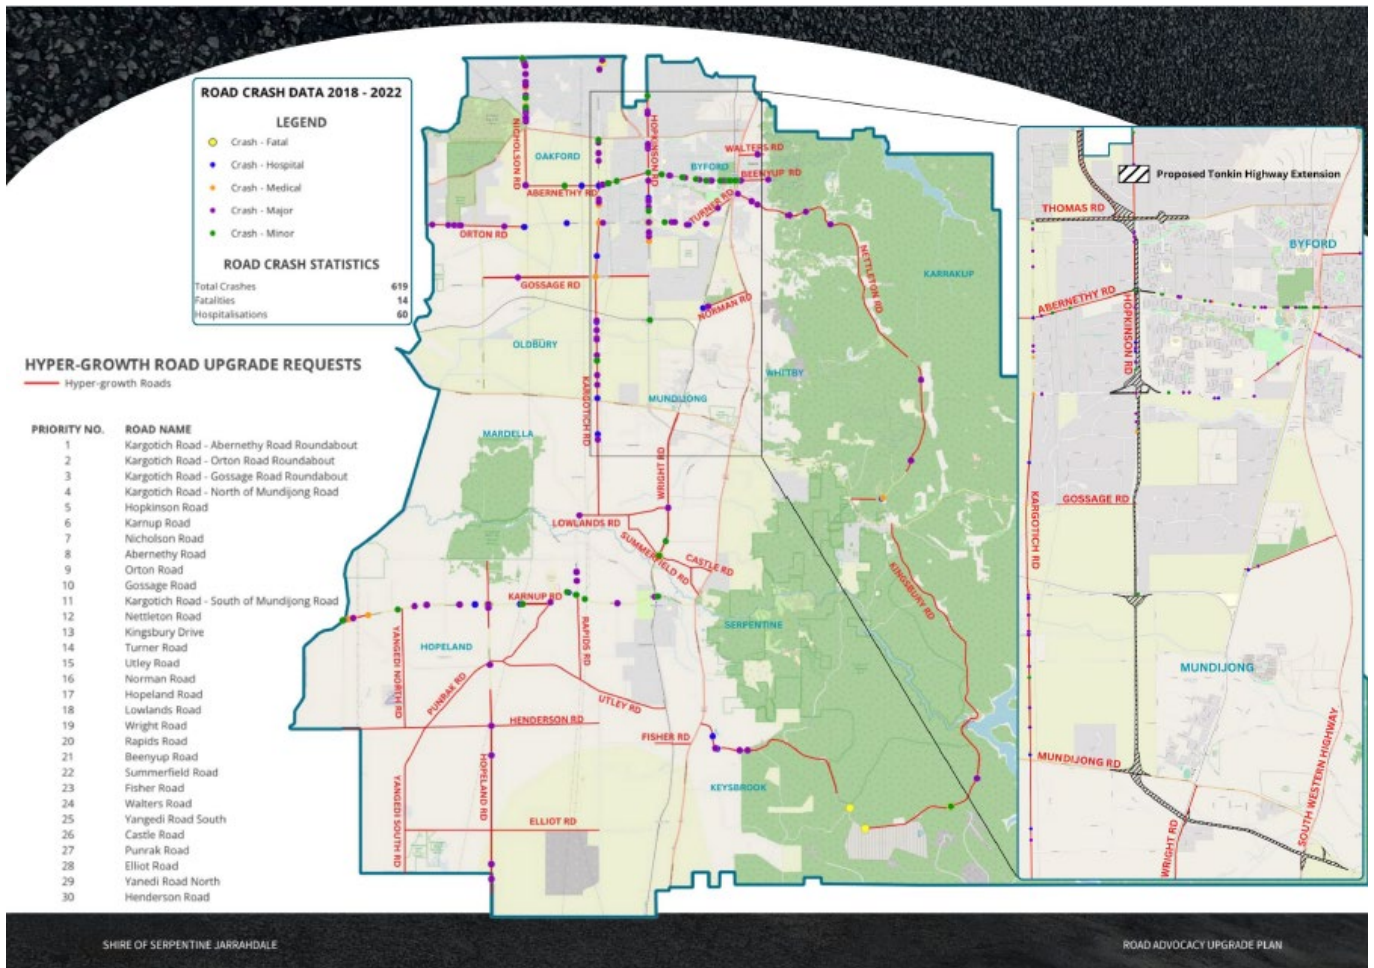 ROAD CRASH DATA 2018 - 2022
LEGEND
Crash - Fatal
Crash - Hospital
Crash - Medical
Crash - Major
Crash - Minor
ROAD CRASH STATISTICS
Total Crashes 619
Fatalities 14
Hospitalisations 60
HYPER-GROWTH ROAD UPGRADE REQUESTS
Hyper-growth Roads
PRIORITY NO. ROAD NAME
1 Kargotich Road - Abernethy Road Roundabout
2 Kargotich Road - Orton Road Roundabout
3 Kargotich Road - Gossage Road Roundabout
4 Kargotich Road - North of Mundijong Road
5 Hopkinson Road
6 Karnup Road
7 Nicholson Road
8 Abernethy Road
9 Orton Road
10 Gossage Road
11 Kargotich Road - South of Mundijong Road
12 Nettleton Road
13 Kingsbury Drive
14 Turner Road
15 Utley Road
16 Norman Road
17 Hopeland Road
18 Lowlands Road
19 Wright Road
20 Rapids Road
21 Beenyup Road
22 Summerfield Road
23 Fisher Road
24 Walters Road
25 Yangedi Road South
26 Castle Road
27 Punrak Road
28 Elliot Road
29 Yanedi Road North
30 Henderson Road
NICHOLSON RD
HOPKINSON RD
OAKFORD
WALTERS RD
BYFORD
BEENYUP RD
ABERNETHY RD
TURNER RD
ORTON RD
NETTLETON RD
KARRAKUP
GOSSAGE RD
NORMAN RD
OLDBURY
WHITBY
KARGOTICH RD
MUNDIJONG
MARDELLA
WRIGHT RD
LOWLANDS RD
SUMMERFIELD RD
CASTLE RD
KINGSBURY RD
KARNUP RD
SERPENTINE
HOPELAND
YANGEDI NORTH RD
RAPIDS RD
PUNRAK RD
UTLEY RD
HENDERSON RD
FISHER RD
HOPELAND RD
KEYSBROOK
YANGEDI SOUTH RD
ELLIOT RD
Proposed Tonkin Highway Extension
THOMAS RD
BYFORD
ABERNETHY RD
HOPKINSON RD
GOSSAGE RD
KARGOTICH RD
MUNDIJONG
MUNDIJONG RD
SOUTH WESTERN HIGHWAY
WRIGHT RD
SHIRE OF SERPENTINE JARRAHDALE
ROAD ADVOCACY UPGRADE PLAN